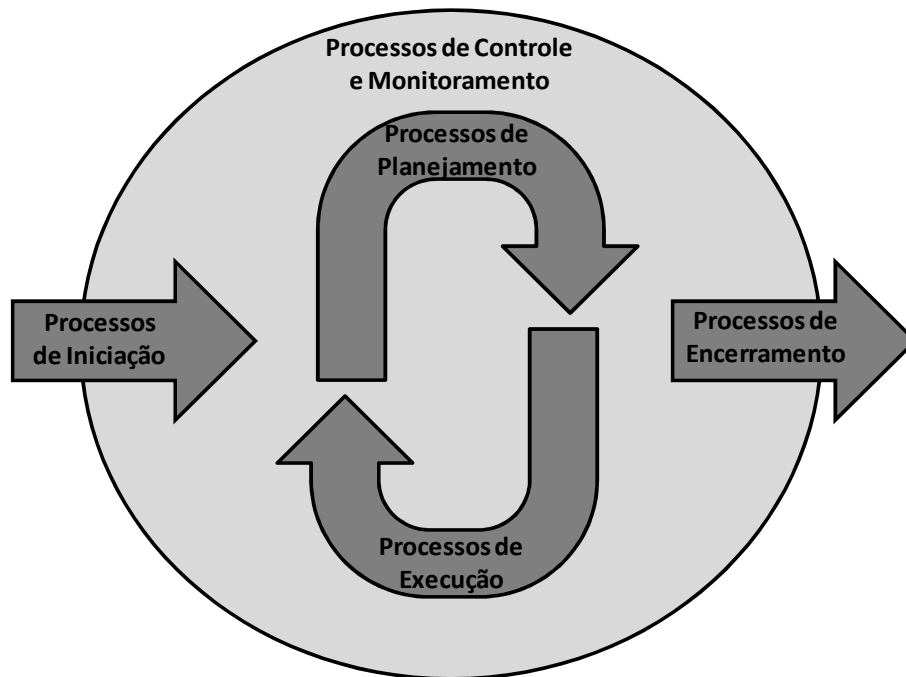 Processos de Controle
e Monitoramento
Processos de
Planejamento
Processos
de Iniciação
Processos de
Encerramento
Processos de
Execução